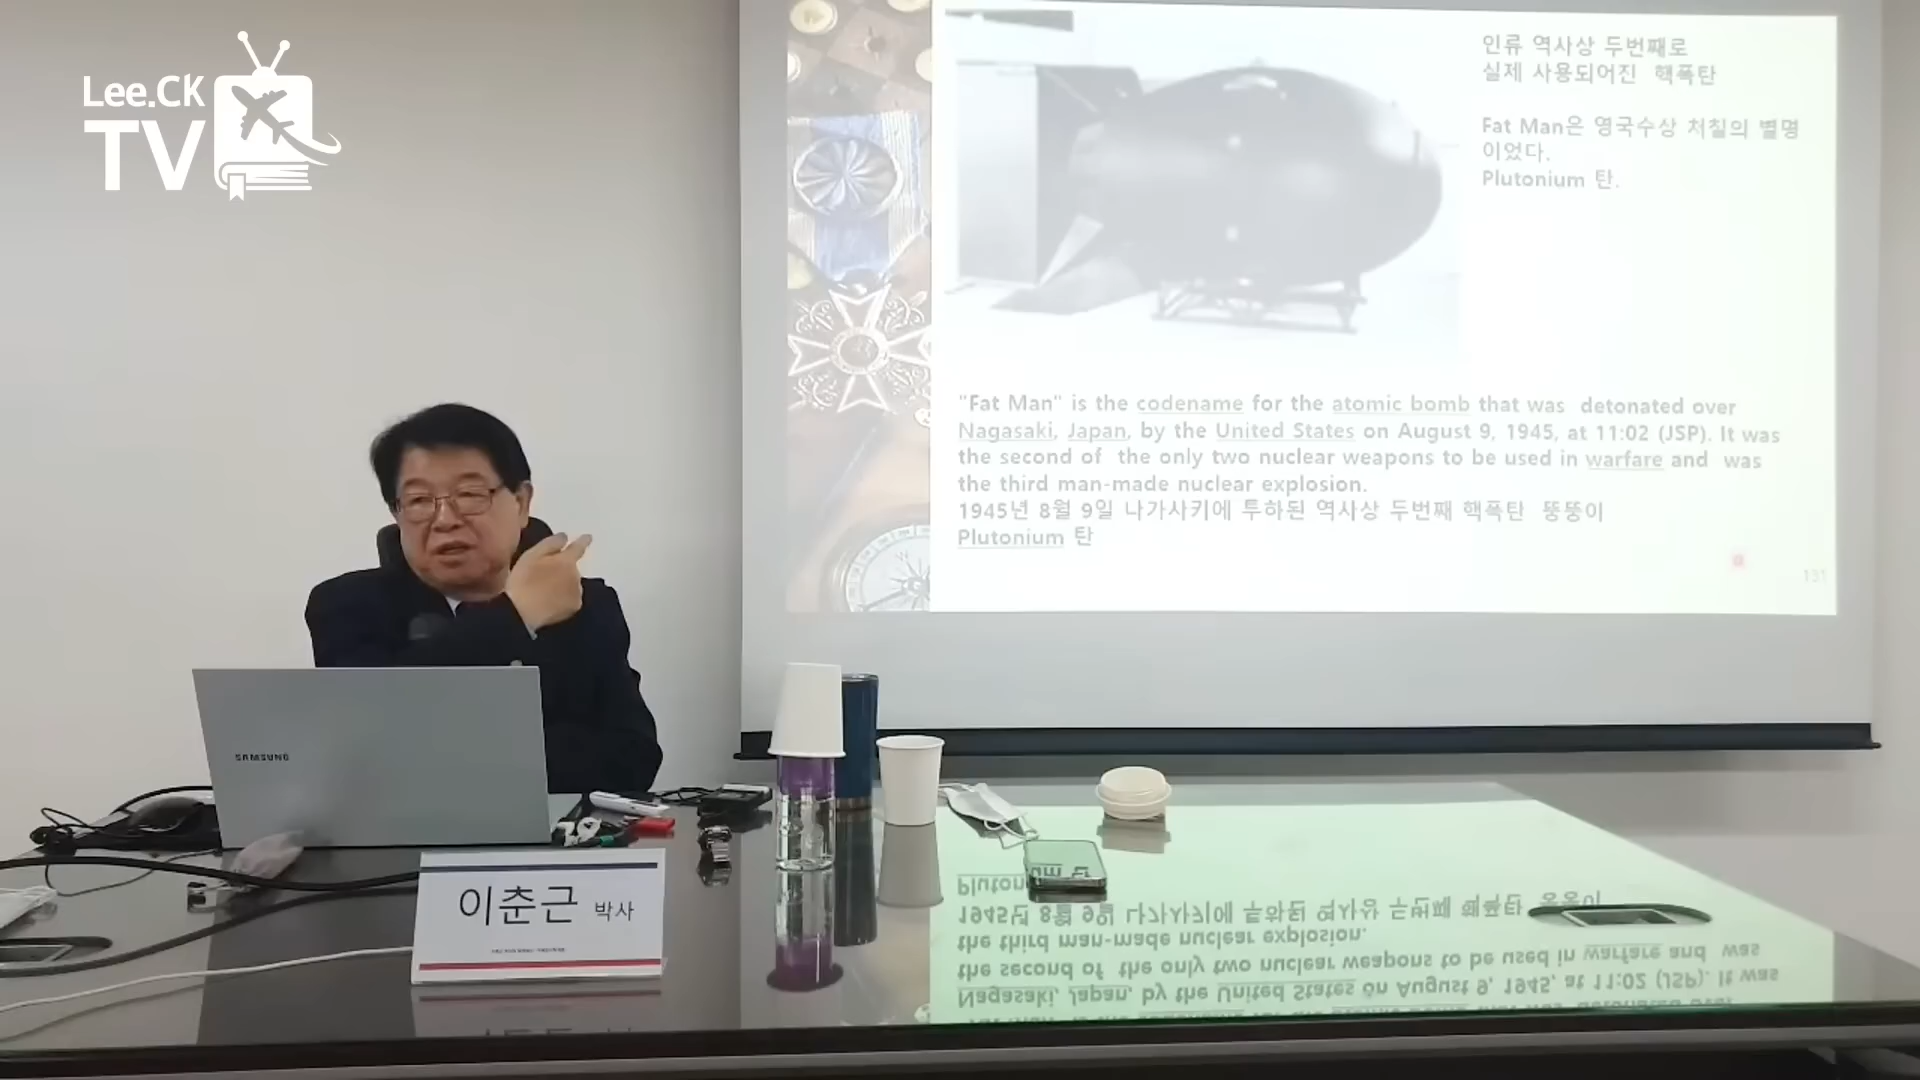 Lee.CK
TV
인류 역사상 두번째로
실제 사용되어진 핵폭탄
Fat Man은 영국수상 처칠의 별명
이었다.
Plutonium 탄.
"Fat Man" is the codename for the atomic bomb that was detonated over
Nagasaki, Japan, by the United States on August 9, 1945, at 11:02 (JSP). It was
the second of the only two nuclear weapons to be used in warfare and was
the third man-made nuclear explosion.
1945년 8월 9일 나가사키에 투하된 역사상 두번째 핵폭탄 뚱뚱이
Plutonium 탄
131
SAMSUNG
이춘근 박사